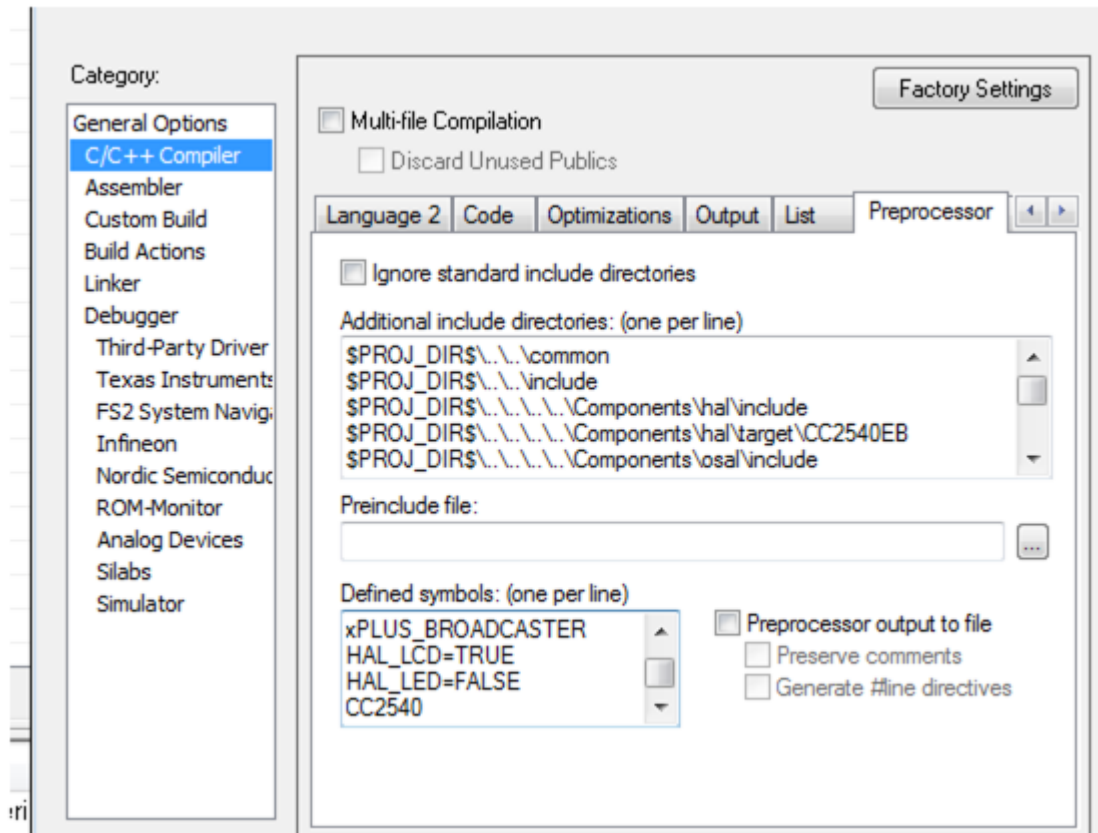 Category:
General Options
C/C++ Compiler
Assembler
Custom Build
Build Actions
Linker
Debugger
Third-Party Driver
Texas Instruments
FS2 System Naviga
Infineon
Nordic Semiconduc
ROM-Monitor
Analog Devices
Silabs
Simulator
Factory Settings
Multi-file Compilation
Discard Unused Publics
Language 2 Code Optimizations Output List Preprocessor
Ignore standard include directories
Additional include directories: (one per line)
$PROJ_DIR$\..\..\common
$PROJ_DIR$\..\..\include
$PROJ_DIR$\..\..\..\..\..\Components\hal\include
$PROJ_DIR$\..\..\..\..\..\Components\hal\target\CC2540EB
$PROJ_DIR$\..\..\..\..\..\Components\osal\include
Preinclude file:
...
Defined symbols: (one per line)
xPLUS_BROADCASTER
HAL_LCD=TRUE
HAL_LED=FALSE
CC2540
Preprocessor output to file
Preserve comments
Generate #line directives